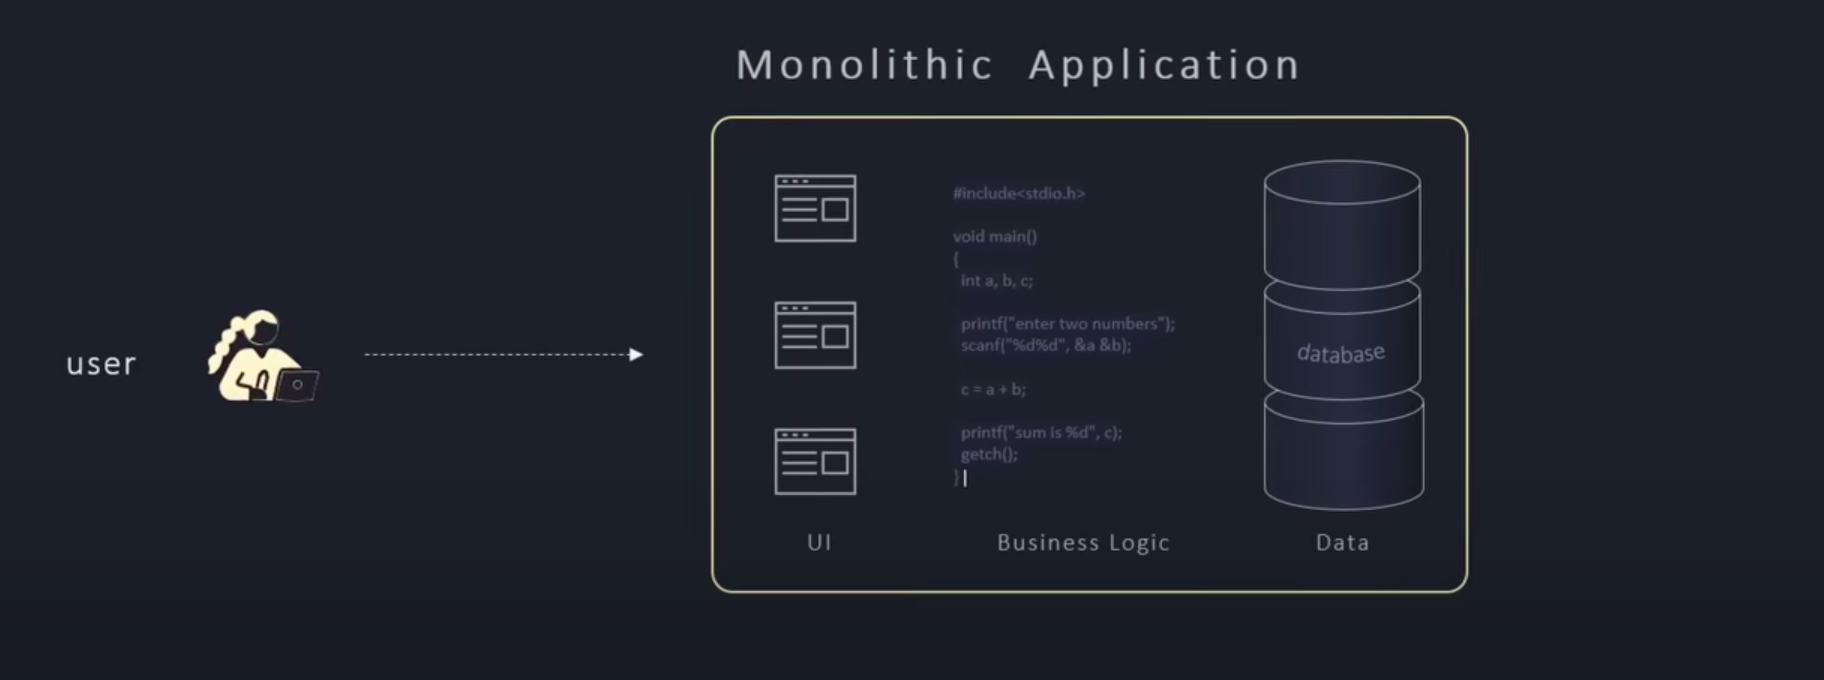 Monolithic Application
user
#include<stdio.h>
void main()
{
int a, b, c;
printf("enter two numbers");
scanf("%d%d", &a &b);
c = a + b;
printf("sum is %d", c);
getch();
}
database
UI
Business Logic
Data